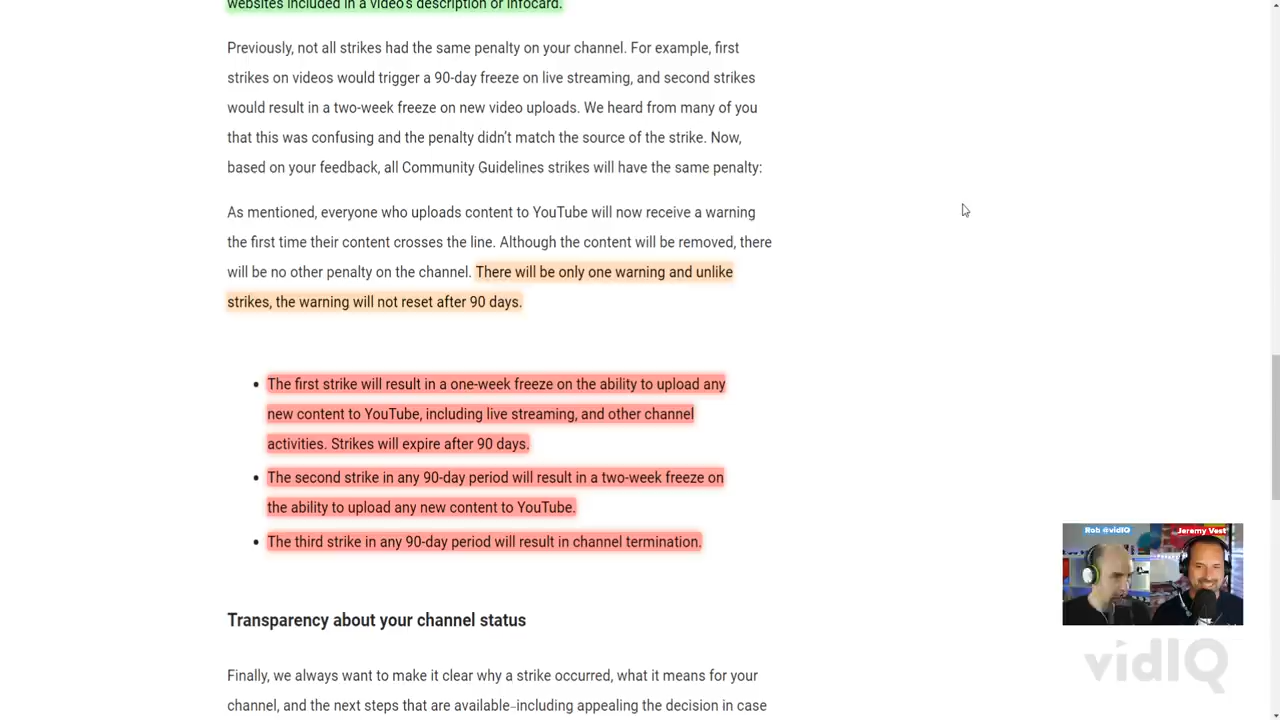 websites included in a video's description or infocard.
Previously, not all strikes had the same penalty on your channel. For example, first
strikes on videos would trigger a 90-day freeze on live streaming, and second strikes
would result in a two-week freeze on new video uploads. We heard from many of you
that this was confusing and the penalty didn’t match the source of the strike. Now,
based on your feedback, all Community Guidelines strikes will have the same penalty:
As mentioned, everyone who uploads content to YouTube will now receive a warning
the first time their content crosses the line. Although the content will be removed, there
will be no other penalty on the channel. There will be only one warning and unlike
strikes, the warning will not reset after 90 days.
The first strike will result in a one-week freeze on the ability to upload any
new content to YouTube, including live streaming, and other channel
activities. Strikes will expire after 90 days.
The second strike in any 90-day period will result in a two-week freeze on
the ability to upload any new content to YouTube.
The third strike in any 90-day period will result in channel termination.
Rob @vidIQ
Jeremy Vest
Transparency about your channel status
vidIQ
Finally, we always want to make it clear why a strike occurred, what it means for your
channel, and the next steps that are available–including appealing the decision in case